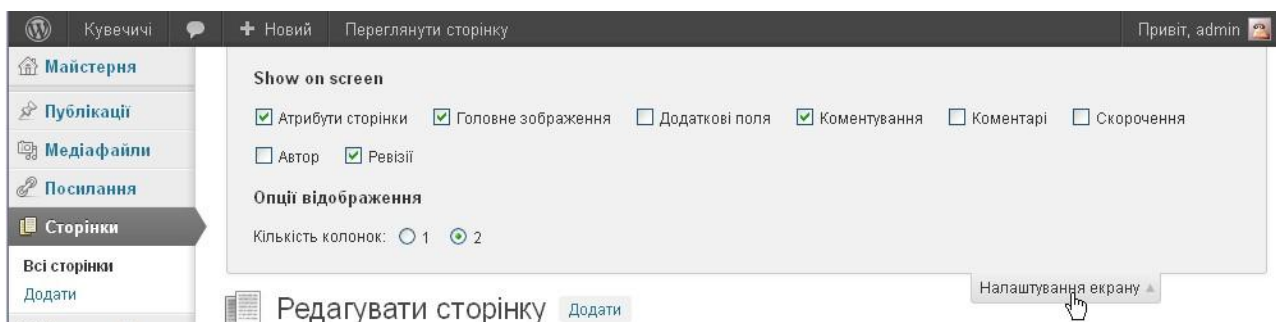 Кувечичі Новий Переглянути сторінку Привіт, admin
Майстерня
Публікації
Медіафайли
Посилання
Сторінки
Всі сторінки
Додати
Show on screen
Атрибути сторінки Головне зображення Додаткові поля Коментування Коментарі Скорочення
Автор Ревізії
Опції відображення
Кількість колонок: 1 2
Налаштування екрану
Редагувати сторінку Додати